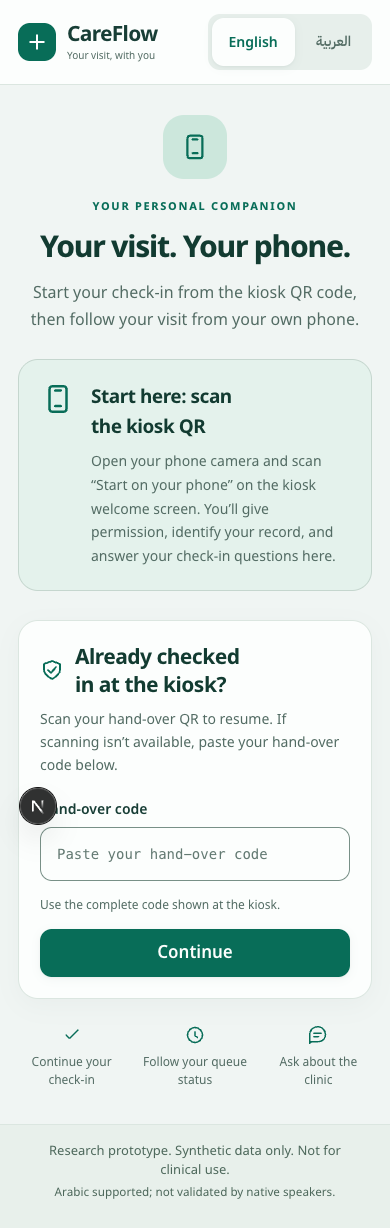 CareFlow
Your visit, with you
English
العربية
YOUR PERSONAL COMPANION
Your visit. Your phone.
Start your check-in from the kiosk QR code,
then follow your visit from your own phone.
Start here: scan
the kiosk QR
Open your phone camera and scan
“Start on your phone” on the kiosk
welcome screen. You’ll give
permission, identify your record, and
answer your check-in questions here.
Already checked
in at the kiosk?
Scan your hand-over QR to resume. If
scanning isn’t available, paste your hand-over
code below.
N
nd-over code
Paste your hand-over code
Use the complete code shown at the kiosk.
Continue
Continue your
check-in
Follow your queue
status
Ask about the
clinic
Research prototype. Synthetic data only. Not for
clinical use.
Arabic supported; not validated by native speakers.